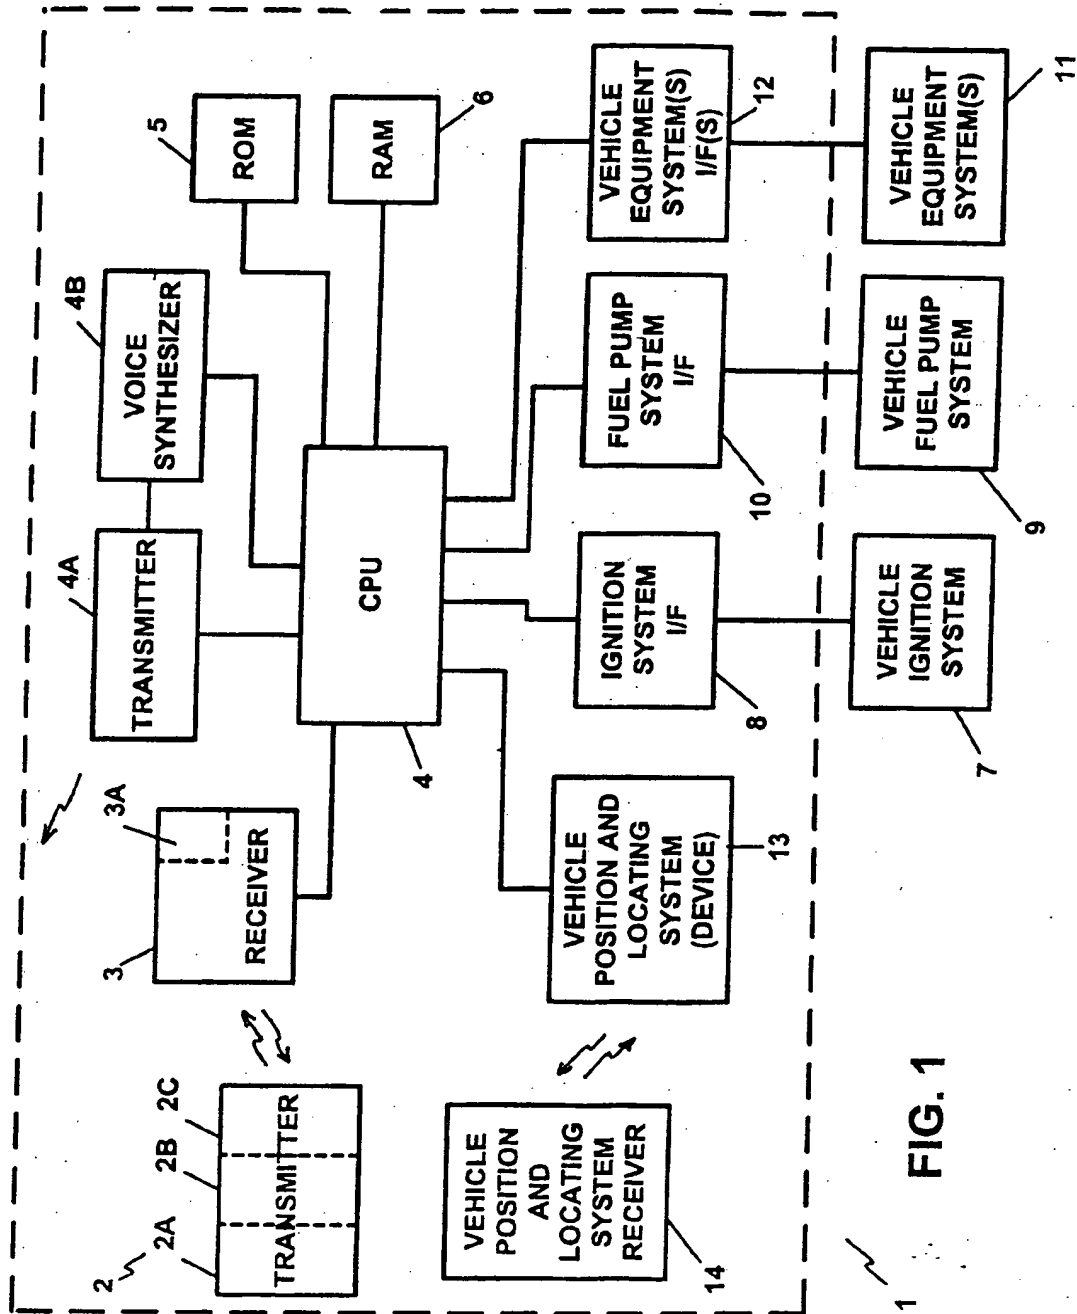 2
2A
2B
2C
TRANSMITTER
3
3A
RECEIVER
4A
TRANSMITTER
4B
VOICE
SYNTHESIZER
5
ROM
6
RAM
CPU
4
VEHICLE
POSITION
AND
LOCATING
SYSTEM
RECEIVER
14
VEHICLE
POSITION AND
LOCATING
SYSTEM
(DEVICE)
13
IGNITION
SYSTEM
I/F
8
FUEL PUMP
SYSTEM
I/F
10
VEHICLE
EQUIPMENT
SYSTEM(S)
I/F(S)
12
VEHICLE
IGNITION
SYSTEM
7
VEHICLE
FUEL PUMP
SYSTEM
9
VEHICLE
EQUIPMENT
SYSTEM(S)
11
1
FIG. 1